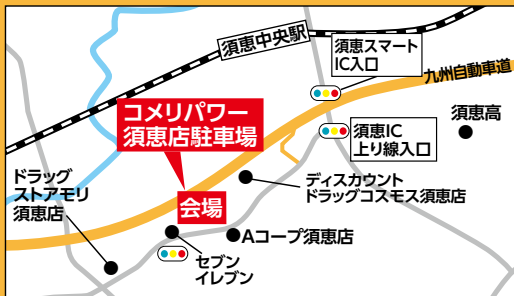 須恵中央駅
須恵スマート
IC入口
九州自動車道
コメリパワー
須恵店駐車場
須恵高
須恵IC
上り線入口
ドラッグ
ストアモリ
須恵店
ディスカウント
ドラッグコスモス須恵店
会場
Aコープ須恵店
セブン
イレブン